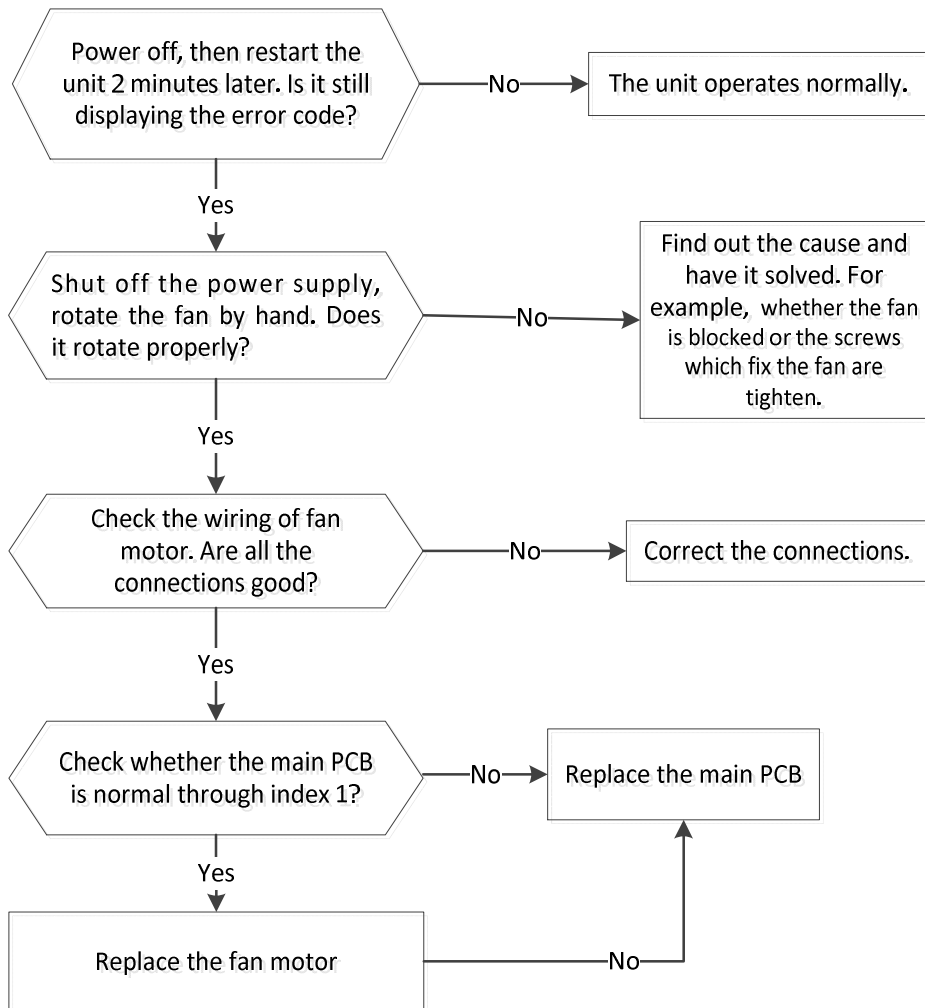 Power off, then restart the
unit 2 minutes later. Is it still
displaying the error code?
No
The unit operates normally.
Yes
Shut off the power supply,
rotate the fan by hand. Does
it rotate properly?
No
Find out the cause and
have it solved. For
example, whether the fan
is blocked or the screws
which fix the fan are
tighten.
Yes
Check the wiring of fan
motor. Are all the
connections good?
No
Correct the connections.
Yes
Check whether the main PCB
is normal through index 1?
No
Replace the main PCB
Yes
Replace the fan motor
No